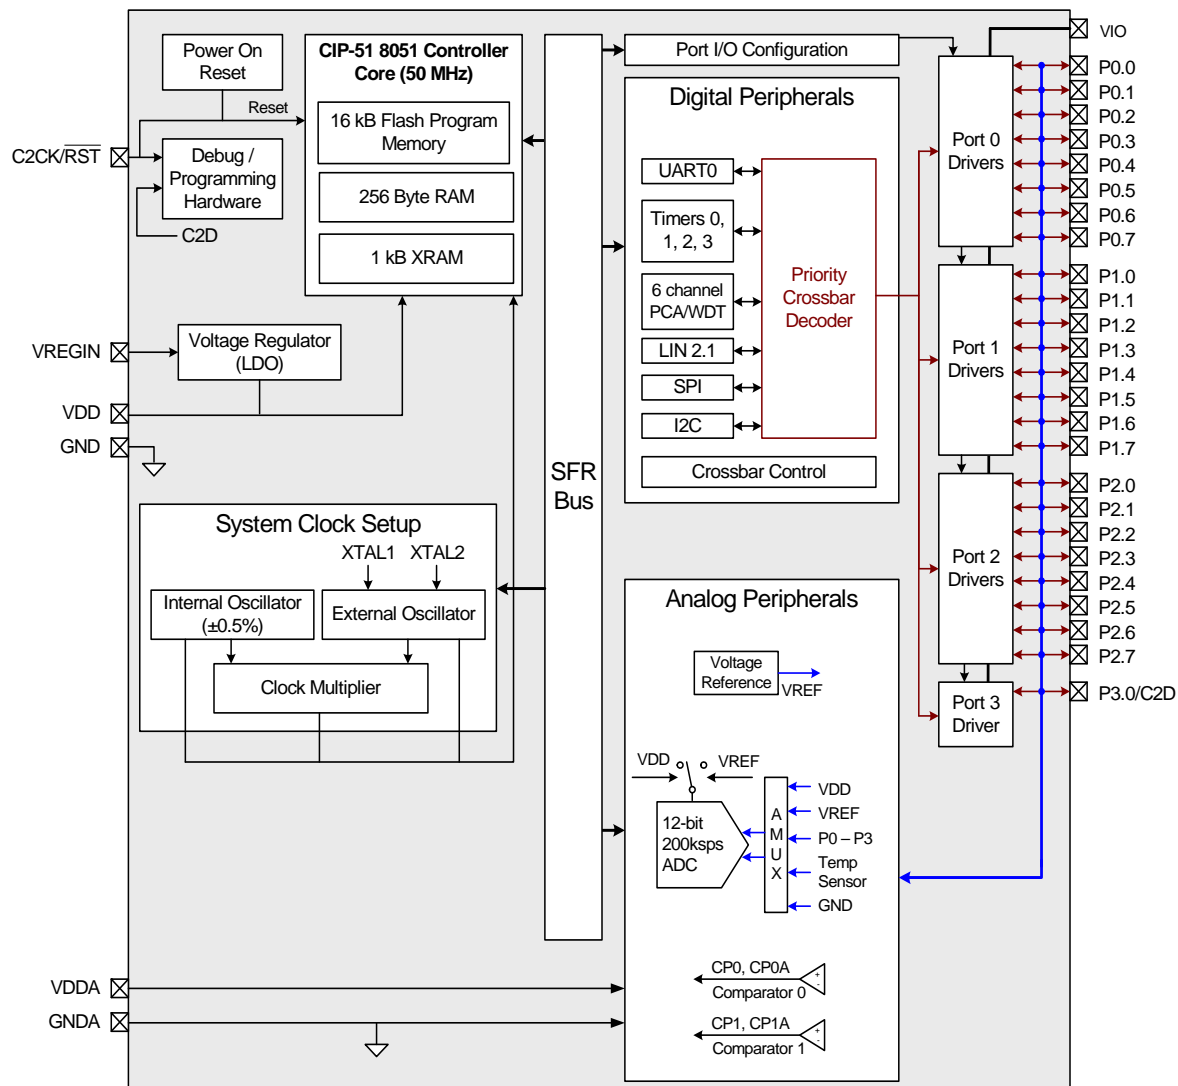 Power On
Reset
Reset
C2CK/RST
Debug /
Programming
Hardware
C2D
CIP-51 8051 Controller
Core (50 MHz)
16 kB Flash Program
Memory
256 Byte RAM
1 kB XRAM
VREGIN
Voltage Regulator
(LDO)
VDD
GND
System Clock Setup
XTAL1 XTAL2
Internal Oscillator
(±0.5%)
External Oscillator
Clock Multiplier
VDDA
GNDA
SFR
Bus
Port I/O Configuration
Digital Peripherals
UART0
Timers 0,
1, 2, 3
6 channel
PCA/WDT
LIN 2.1
SPI
I2C
Priority
Crossbar
Decoder
Crossbar Control
Analog Peripherals
Voltage
Reference
VREF
VDD
VREF
12-bit
200ksps
ADC
A
M
U
X
VDD
VREF
P0 – P3
Temp
Sensor
GND
CP0, CP0A
+
-
Comparator 0
CP1, CP1A
+
-
Comparator 1
Port 0
Drivers
Port 1
Drivers
Port 2
Drivers
Port 3
Driver
VIO
P0.0
P0.1
P0.2
P0.3
P0.4
P0.5
P0.6
P0.7
P1.0
P1.1
P1.2
P1.3
P1.4
P1.5
P1.6
P1.7
P2.0
P2.1
P2.2
P2.3
P2.4
P2.5
P2.6
P2.7
P3.0/C2D